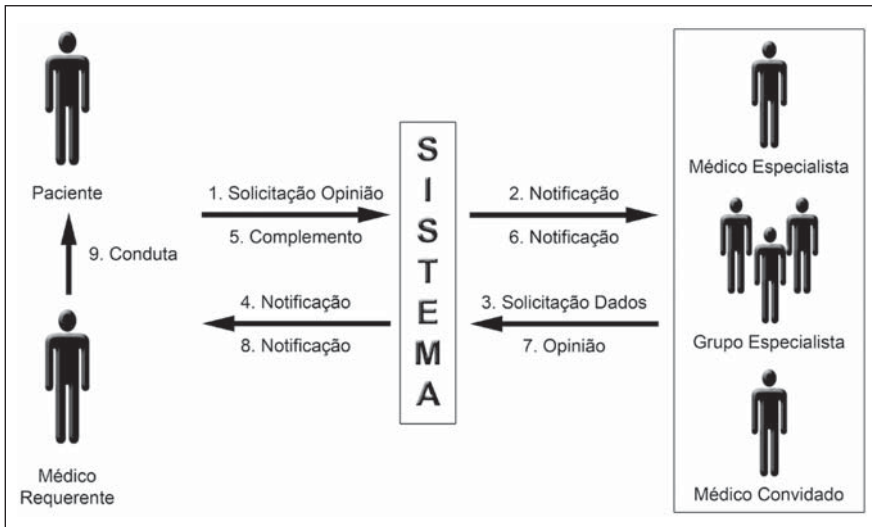 Paciente
9. Conduta
Médico
Requerente
1. Solicitação Opinião
5. Complemento
4. Notificação
8. Notificação
SISTEMA
2. Notificação
6. Notificação
3. Solicitação Dados
7. Opinião
Médico Especialista
Grupo Especialista
Médico Convidado